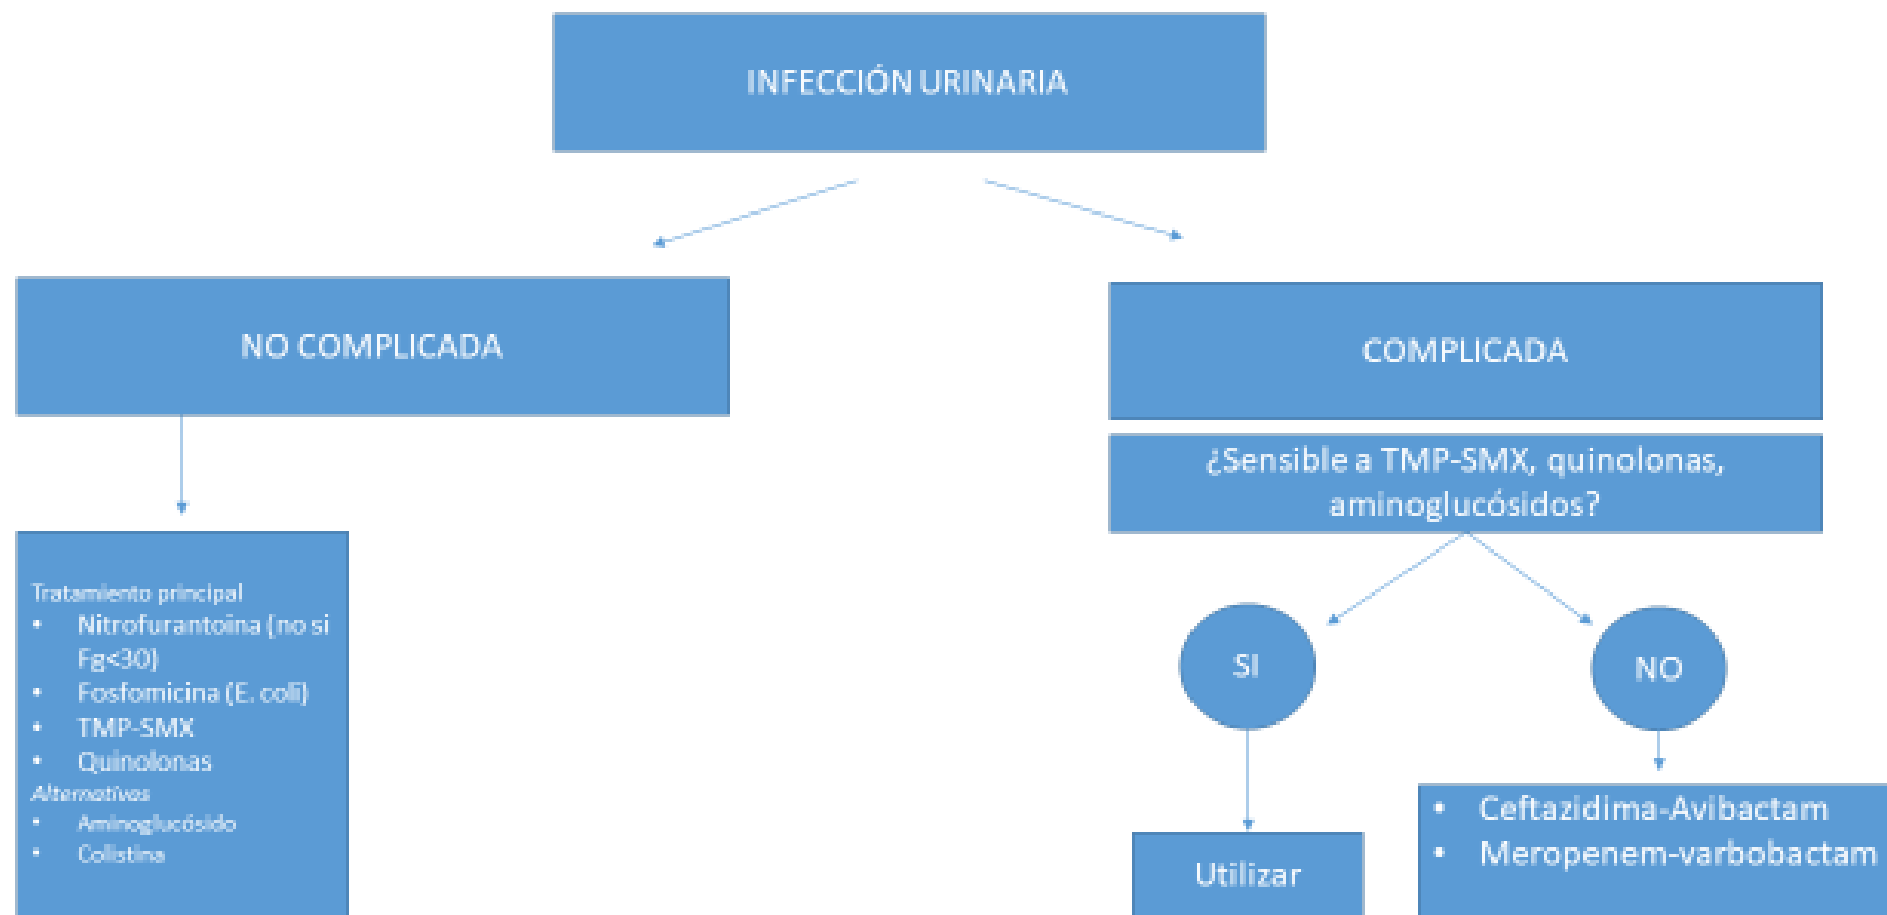 INFECCIÓN URINARIA
NO COMPLICADA
COMPLICADA
¿Sensible a TMP-SMX, quinolonas,
aminoglucósidos?
Tratamiento principal
• Nitrofurantoina (no si
Fg<30)
• Fosfomicina (E. coli)
• TMP-SMX
• Quinolonas
Alternativas
• Aminoglucósido
• Colistina
SI
NO
Utilizar
• Ceftazidima-Avibactam
• Meropenem-varbobactam